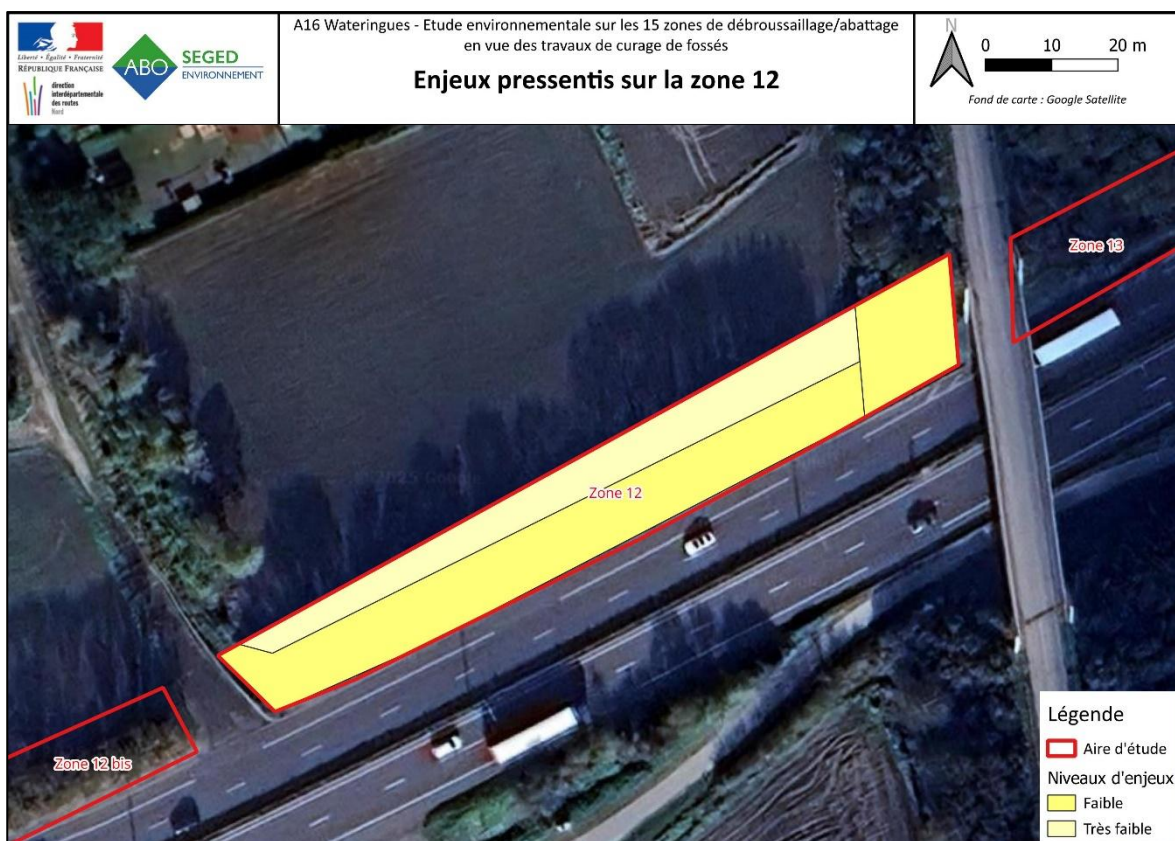 Liberté • Égalité • Fraternité
RÉPUBLIQUE FRANÇAISE
direction
interdépartementale
des routes
Nord
ABO
SEGED
ENVIRONNEMENT
A16 Wateringues - Etude environnementale sur les 15 zones de débroussaillage/abattage
en vue des travaux de curage de fossés
Enjeux pressentis sur la zone 12
N
0 10 20 m
Fond de carte : Google Satellite
Zone 13
Zone 12
Zone 12 bis
Légende
Aire d'étude
Niveaux d'enjeux
Faible
Très faible